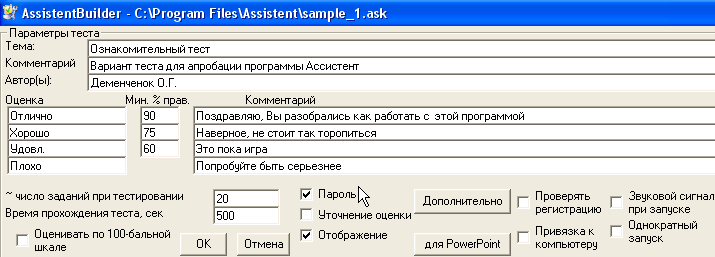 AssistentBuilder - C:\Program Files\Assistent\sample_1.ask
Параметры теста
Тема: Ознакомительный тест
Комментарий Вариант теста для апробации программы Ассистент
Автор(ы): Деменченок О.Г.
Оценка Мин. % прав. Комментарий
Отлично 90 Поздравляю, Вы разобрались как работать с этой программой
Хорошо 75 Наверное, не стоит так торопиться
Удовл. 60 Это пока игра
Плохо Попробуйте быть серьезнее
~ число заданий при тестировании 20
Время прохождения теста, сек 500
Оценивать по 100-бальной
шкале
OK
Отмена
Пароль
Уточнение оценки
Отображение
Дополнительно
для PowerPoint
Проверять
регистрацию
Привязка к
компьютеру
Звуковой сигнал
при запуске
Однократный
запуск